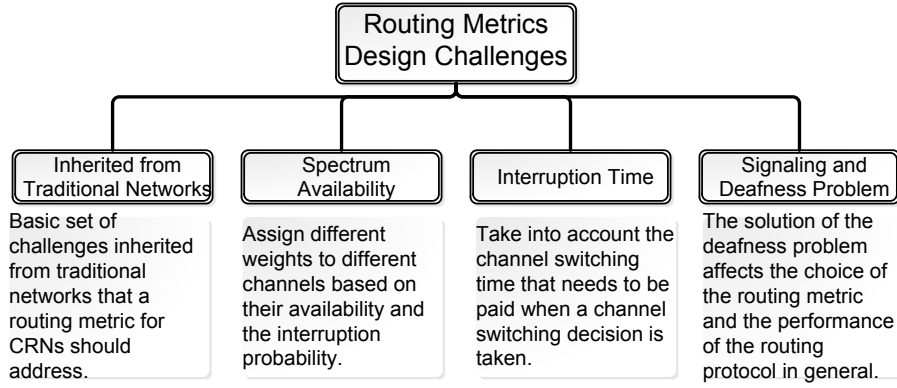 Routing Metrics
Design Challenges
Inherited from
Traditional Networks
Basic set of
challenges inherited
from traditional
networks that a
routing metric for
CRNs should
address.
Spectrum
Availability
Assign different
weights to different
channels based on
their availability and
the interruption
probability.
Interruption Time
Take into account the
channel switching
time that needs to be
paid when a channel
switching decision is
taken.
Signaling and
Deafness Problem
The solution of the
deafness problem
affects the choice of
the routing metric
and the performance
of the routing
protocol in general.